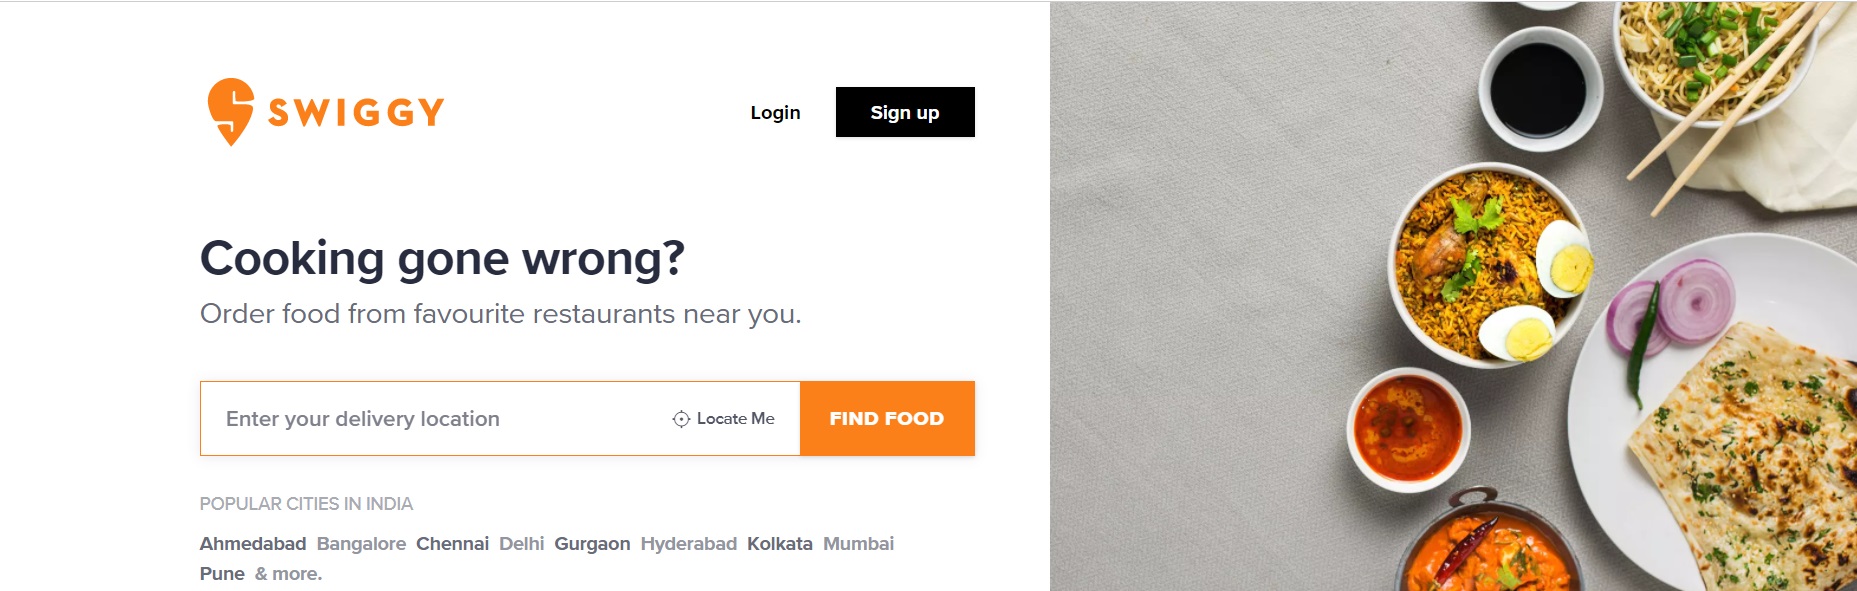 SWIGGY
Login
Sign up
Cooking gone wrong?
Order food from favourite restaurants near you.
Enter your delivery location
Locate Me
FIND FOOD
POPULAR CITIES IN INDIA
Ahmedabad Bangalore Chennai Delhi Gurgaon Hyderabad Kolkata Mumbai
Pune & more.